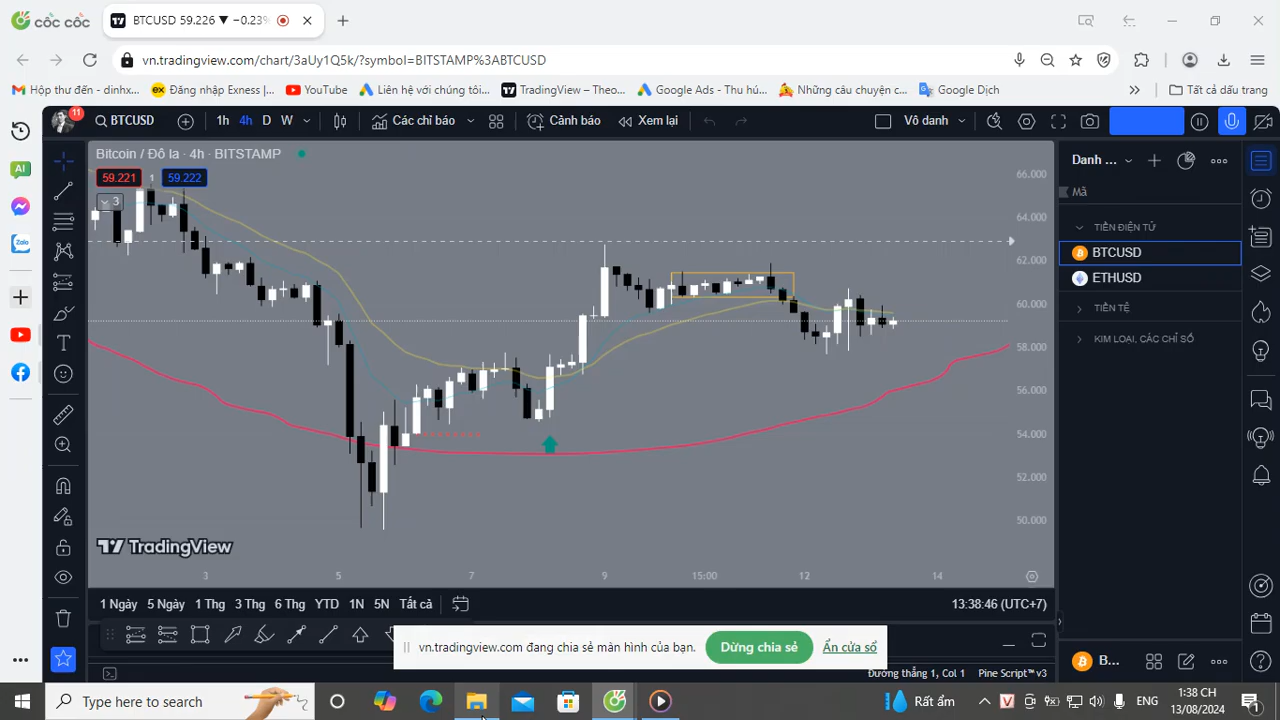 cốc cốc
BTCUSD 59.226 ▼ −0.23%
vn.tradingview.com/chart/3aUy1Q5k/?symbol=BITSTAMP%3ABTCUSD
Hộp thư đến - dinhx...
Đăng nhập Exness |...
YouTube
Liên hệ với chúng tôi...
TradingView – Theo...
Google Ads - Thu hú...
Những câu chuyện c...
Google Dịch
Tất cả dấu trang
11
BTCUSD
1h
4h
D
W
Các chỉ báo
Cảnh báo
Xem lại
Vô danh
Danh ...
Bitcoin / Đô la · 4h · BITSTAMP
59.221
1
59.222
3
Mã
TIỀN ĐIỆN TỬ
BTCUSD
ETHUSD
TIỀN TỆ
KIM LOẠI, CÁC CHỈ SỐ
66.000
64.000
62.000
60.000
58.000
56.000
54.000
52.000
50.000
TradingView
3
5
7
9
15:00
12
14
1 Ngày
5 Ngày
1 Thg
3 Thg
6 Thg
YTD
1N
5N
Tất cả
13:38:46 (UTC+7)
vn.tradingview.com đang chia sẻ màn hình của bạn.
Dừng chia sẻ
Ẩn cửa sổ
B...
Đường thẳng 1, Col 1
Pine Script™ v3
Type here to search
Rất ẩm
ENG
1:38 CH
13/08/2024
1